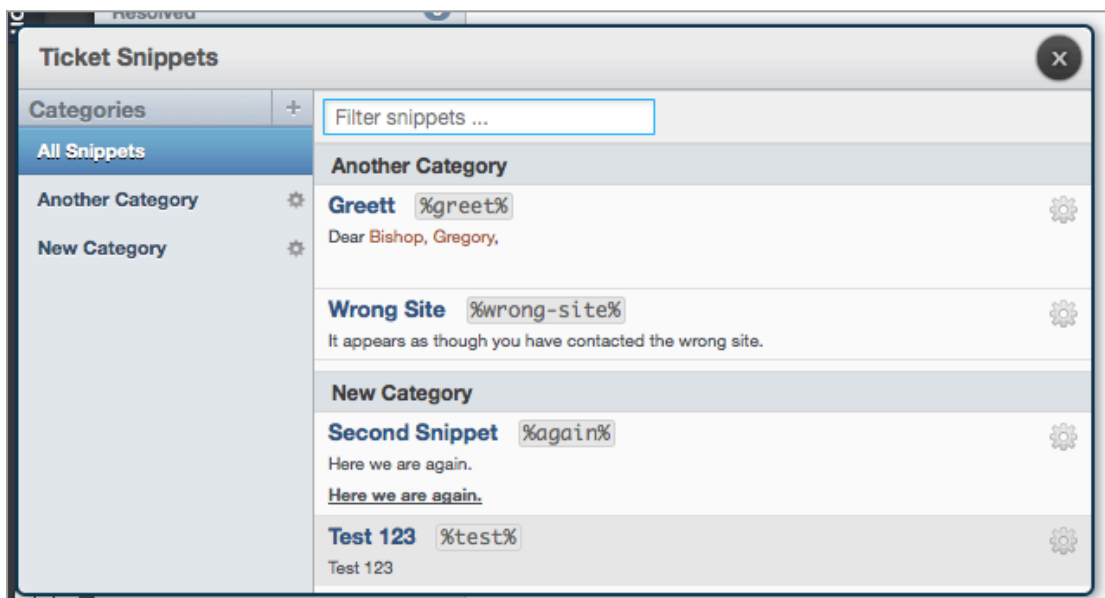 Resolved
Ticket Snippets
Categories +
All Snippets
Another Category
New Category
Filter snippets ...
Another Category
Greett %greet%
Dear Bishop, Gregory,
Wrong Site %wrong-site%
It appears as though you have contacted the wrong site.
New Category
Second Snippet %again%
Here we are again.
Here we are again.
Test 123 %test%
Test 123